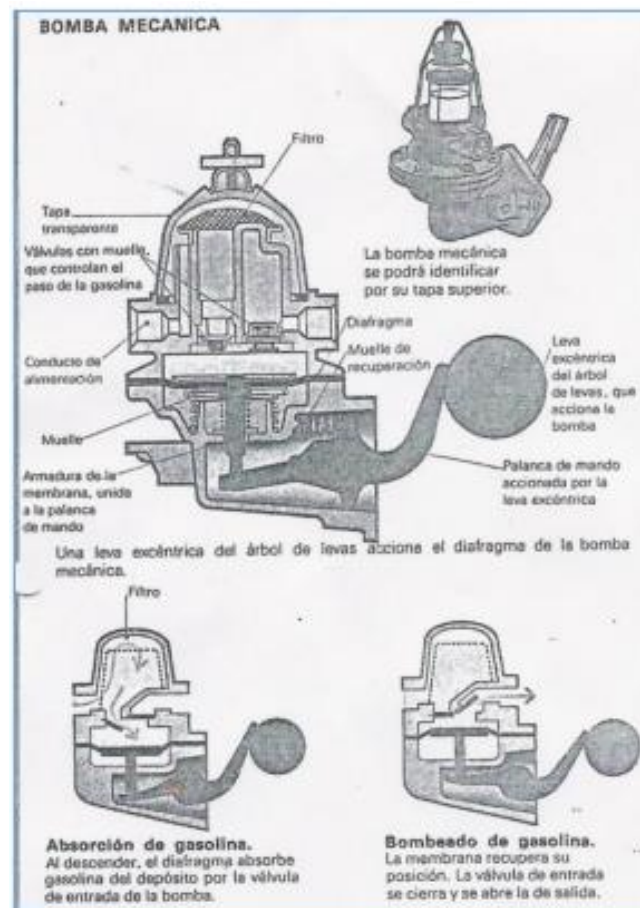 BOMBA MECANICA
Filtro
Tapa
transparente
Válvulas con muelle,
que controlan el
paso de la gasolina
La bomba mecánica
se podrá identificar
por su tapa superior.
Diafragma
Muelle de
recuperación
Leva
excéntrica
del árbol
de levas, que
acciona la
bomba
Conducto de
alimentación
Muelle
Armadura de la
membrana, unida
a la palanca
de mando
Palanca de mando
accionada por la
leva excéntrica
Una leva excéntrica del árbol de levas acciona el diafragma de la bomba
mecánica.
Filtro
Absorción de gasolina.
Al descender, el diafragma absorbe
gasolina del depósito por la válvula
de entrada de la bomba.
Bombeado de gasolina.
La membrana recupera su
posición. La válvula de entrada
se cierra y se abre la de salida.